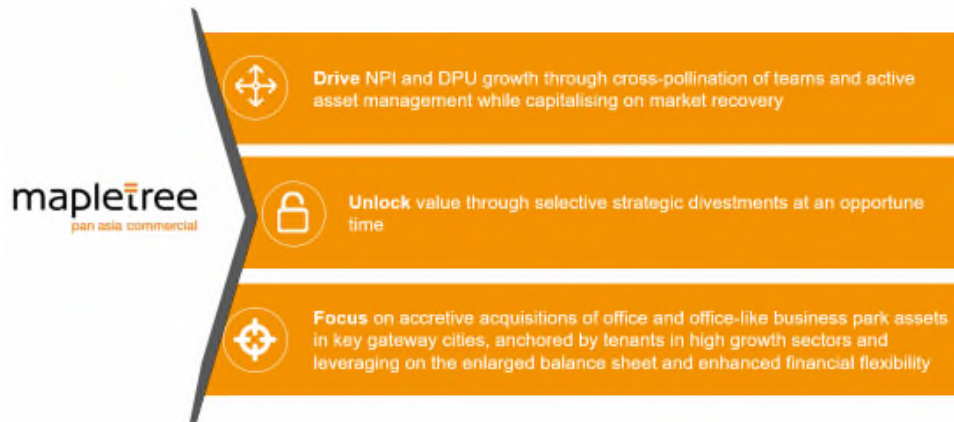 mapletree
pan asia commercial
Drive NPI and DPU growth through cross-pollination of teams and active
asset management while capitalising on market recovery
Unlock value through selective strategic divestments at an opportune
time
Focus on accretive acquisitions of office and office-like business park assets
in key gateway cities, anchored by tenants in high growth sectors and
leveraging on the enlarged balance sheet and enhanced financial flexibility